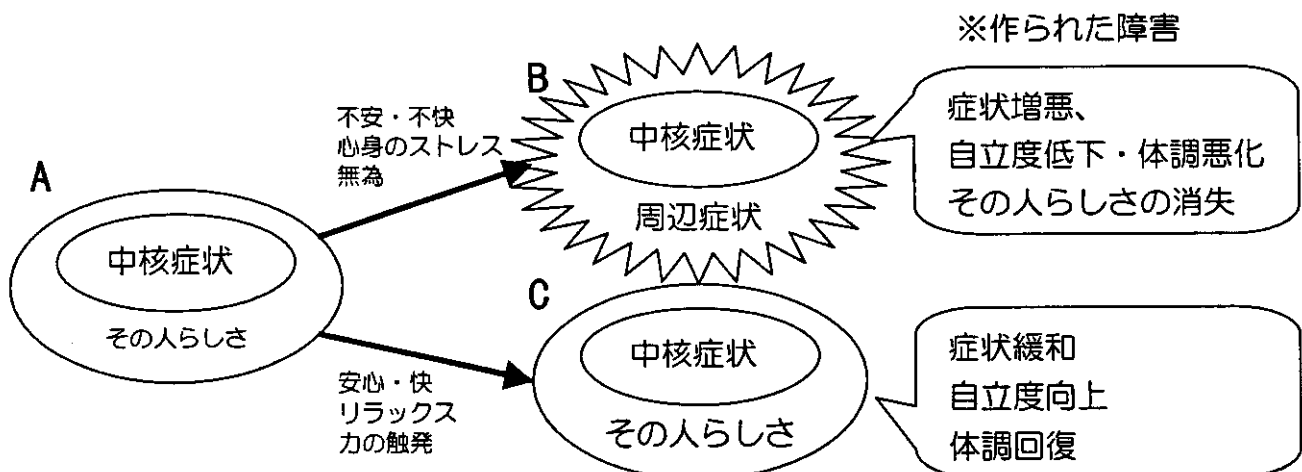 ※作られた障害
B
中核症状
周辺症状
症状増悪、
自立度低下・体調悪化
その人らしさの消失
不安・不快
心身のストレス
無為
A
中核症状
その人らしさ
安心・快
リラックス
力の触発
C
中核症状
その人らしさ
症状緩和
自立度向上
体調回復